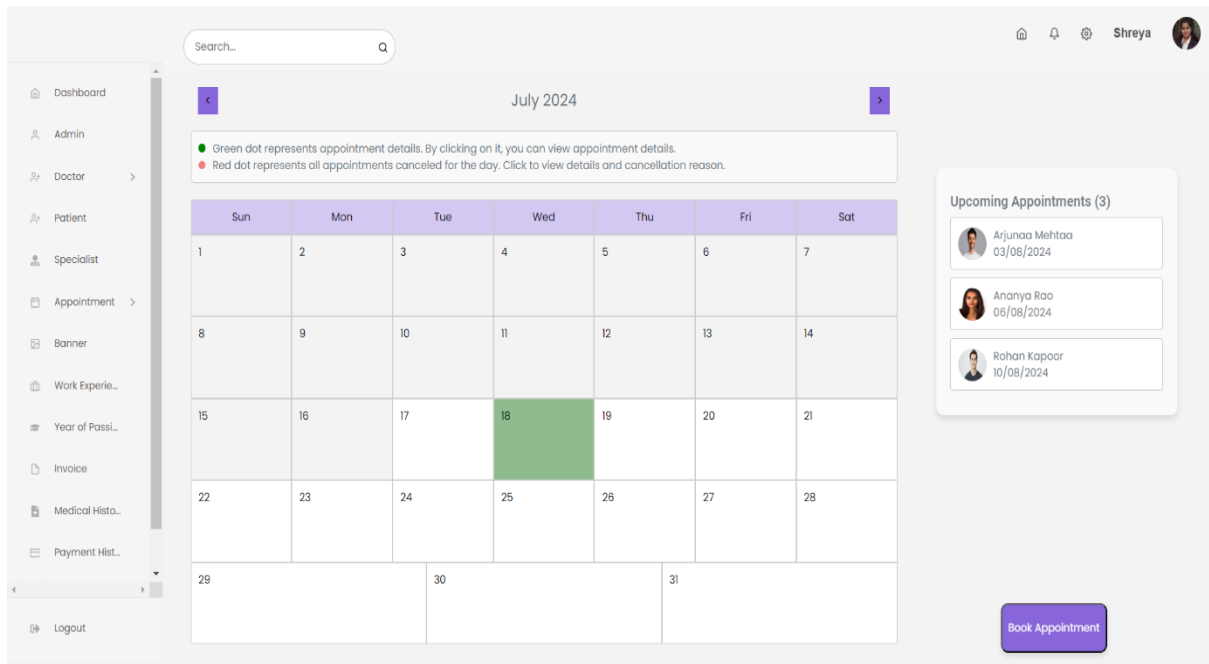 Search...
Shreya
Dashboard
Admin
Doctor
Patient
Specialist
Appointment
Banner
Work Experie...
Year of Passi...
Invoice
Medical Histo...
Payment Hist...
Logout
July 2024
Green dot represents appointment details. By clicking on it, you can view appointment details.
Red dot represents all appointments canceled for the day. Click to view details and cancellation reason.
Sun Mon Tue Wed Thu Fri Sat
1 2 3 4 5 6 7
8 9 10 11 12 13 14
15 16 17 18 19 20 21
22 23 24 25 26 27 28
29 30 31
Upcoming Appointments (3)
Arjunaa Mehtaa
03/08/2024
Ananya Rao
06/08/2024
Rohan Kapoor
10/08/2024
Book Appointment